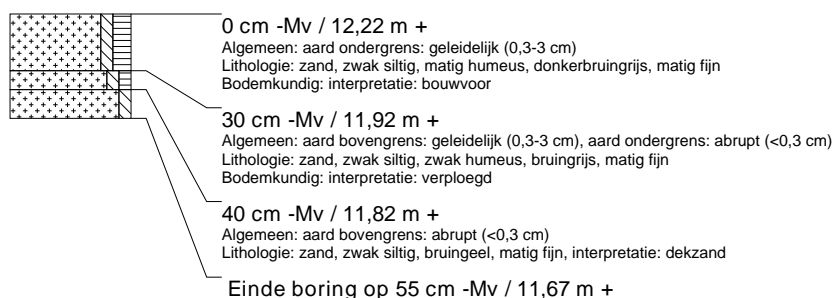 0 cm -Mv / 12,22 m +
Algemeen: aard ondergrens: geleidelijk (0,3-3 cm)
Lithologie: zand, zwak siltig, matig humeus, donkerbruingrijs, matig fijn
Bodemkundig: interpretatie: bouwvoor
30 cm -Mv / 11,92 m +
Algemeen: aard bovengrens: geleidelijk (0,3-3 cm), aard ondergrens: abrupt (<0,3 cm)
Lithologie: zand, zwak siltig, zwak humeus, bruingrijs, matig fijn
Bodemkundig: interpretatie: verploegd
40 cm -Mv / 11,82 m +
Algemeen: aard bovengrens: abrupt (<0,3 cm)
Lithologie: zand, zwak siltig, bruingeel, matig fijn, interpretatie: dekzand
Einde boring op 55 cm -Mv / 11,67 m +